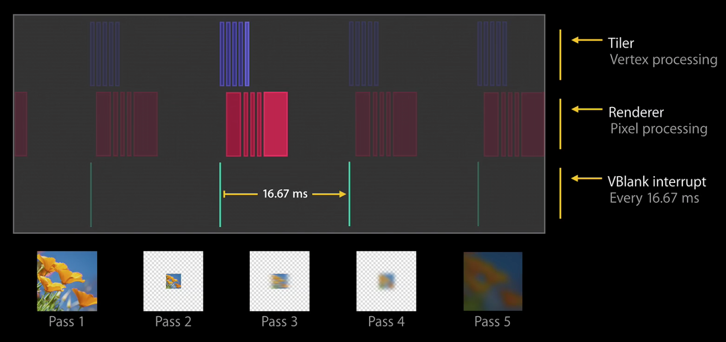 Tiler
Vertex processing
Renderer
Pixel processing
16.67 ms
VBlank interrupt
Every 16.67 ms
Pass 1
Pass 2
Pass 3
Pass 4
Pass 5